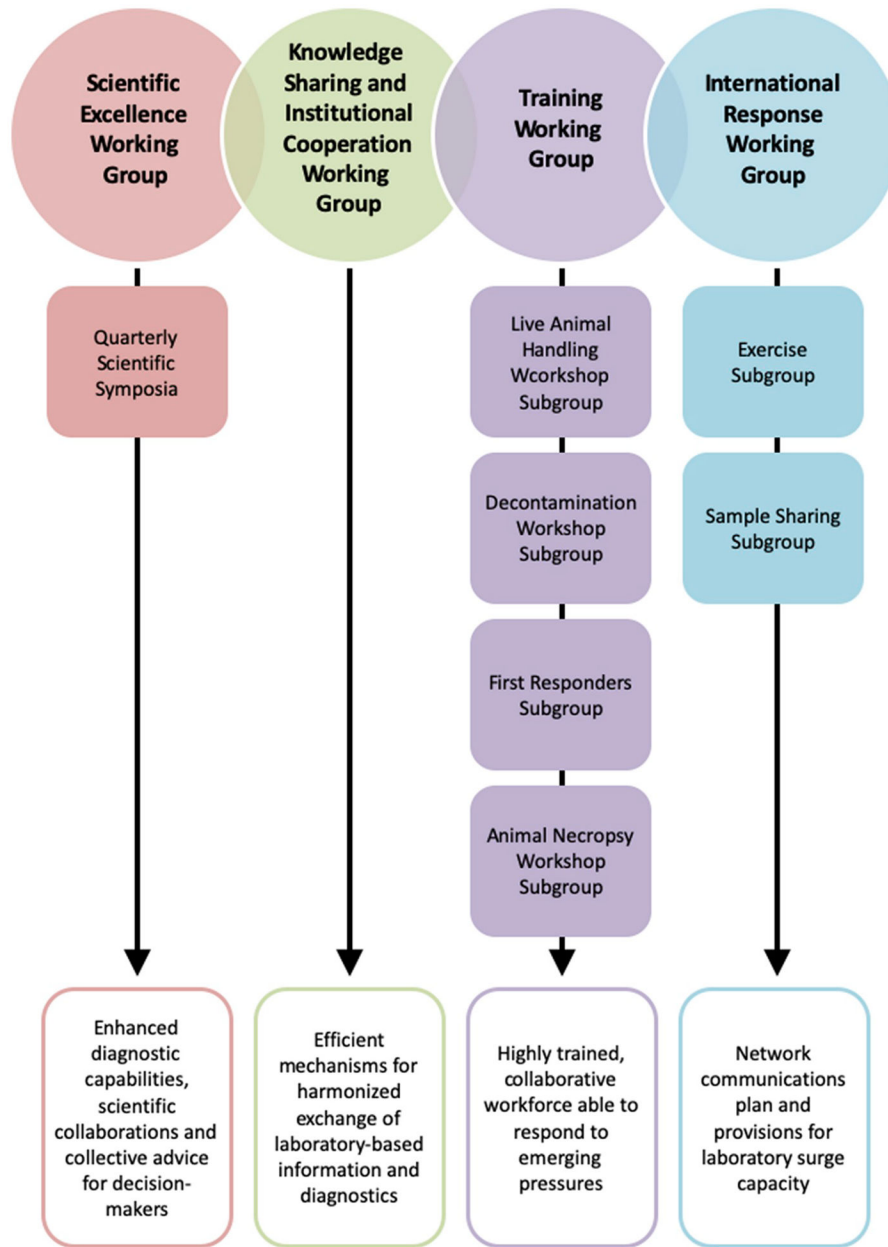 Scientific
Excellence
Working
Group
Knowledge
Sharing and
Institutional
Cooperation
Working
Group
Training
Working
Group
International
Response
Working
Group
Quarterly
Scientific
Symposia
Live Animal
Handling
Wcorkshop
Subgroup
Decontamination
Workshop
Subgroup
First Responders
Subgroup
Animal Necropsy
Workshop
Subgroup
Exercise
Subgroup
Sample Sharing
Subgroup
Enhanced
diagnostic
capabilities,
scientific
collaborations and
collective advice
for decision-
makers
Efficient
mechanisms for
harmonized
exchange of
laboratory-based
information and
diagnostics
Highly trained,
collaborative
workforce able to
respond to
emerging
pressures
Network
communications
plan and
provisions for
laboratory surge
capacity